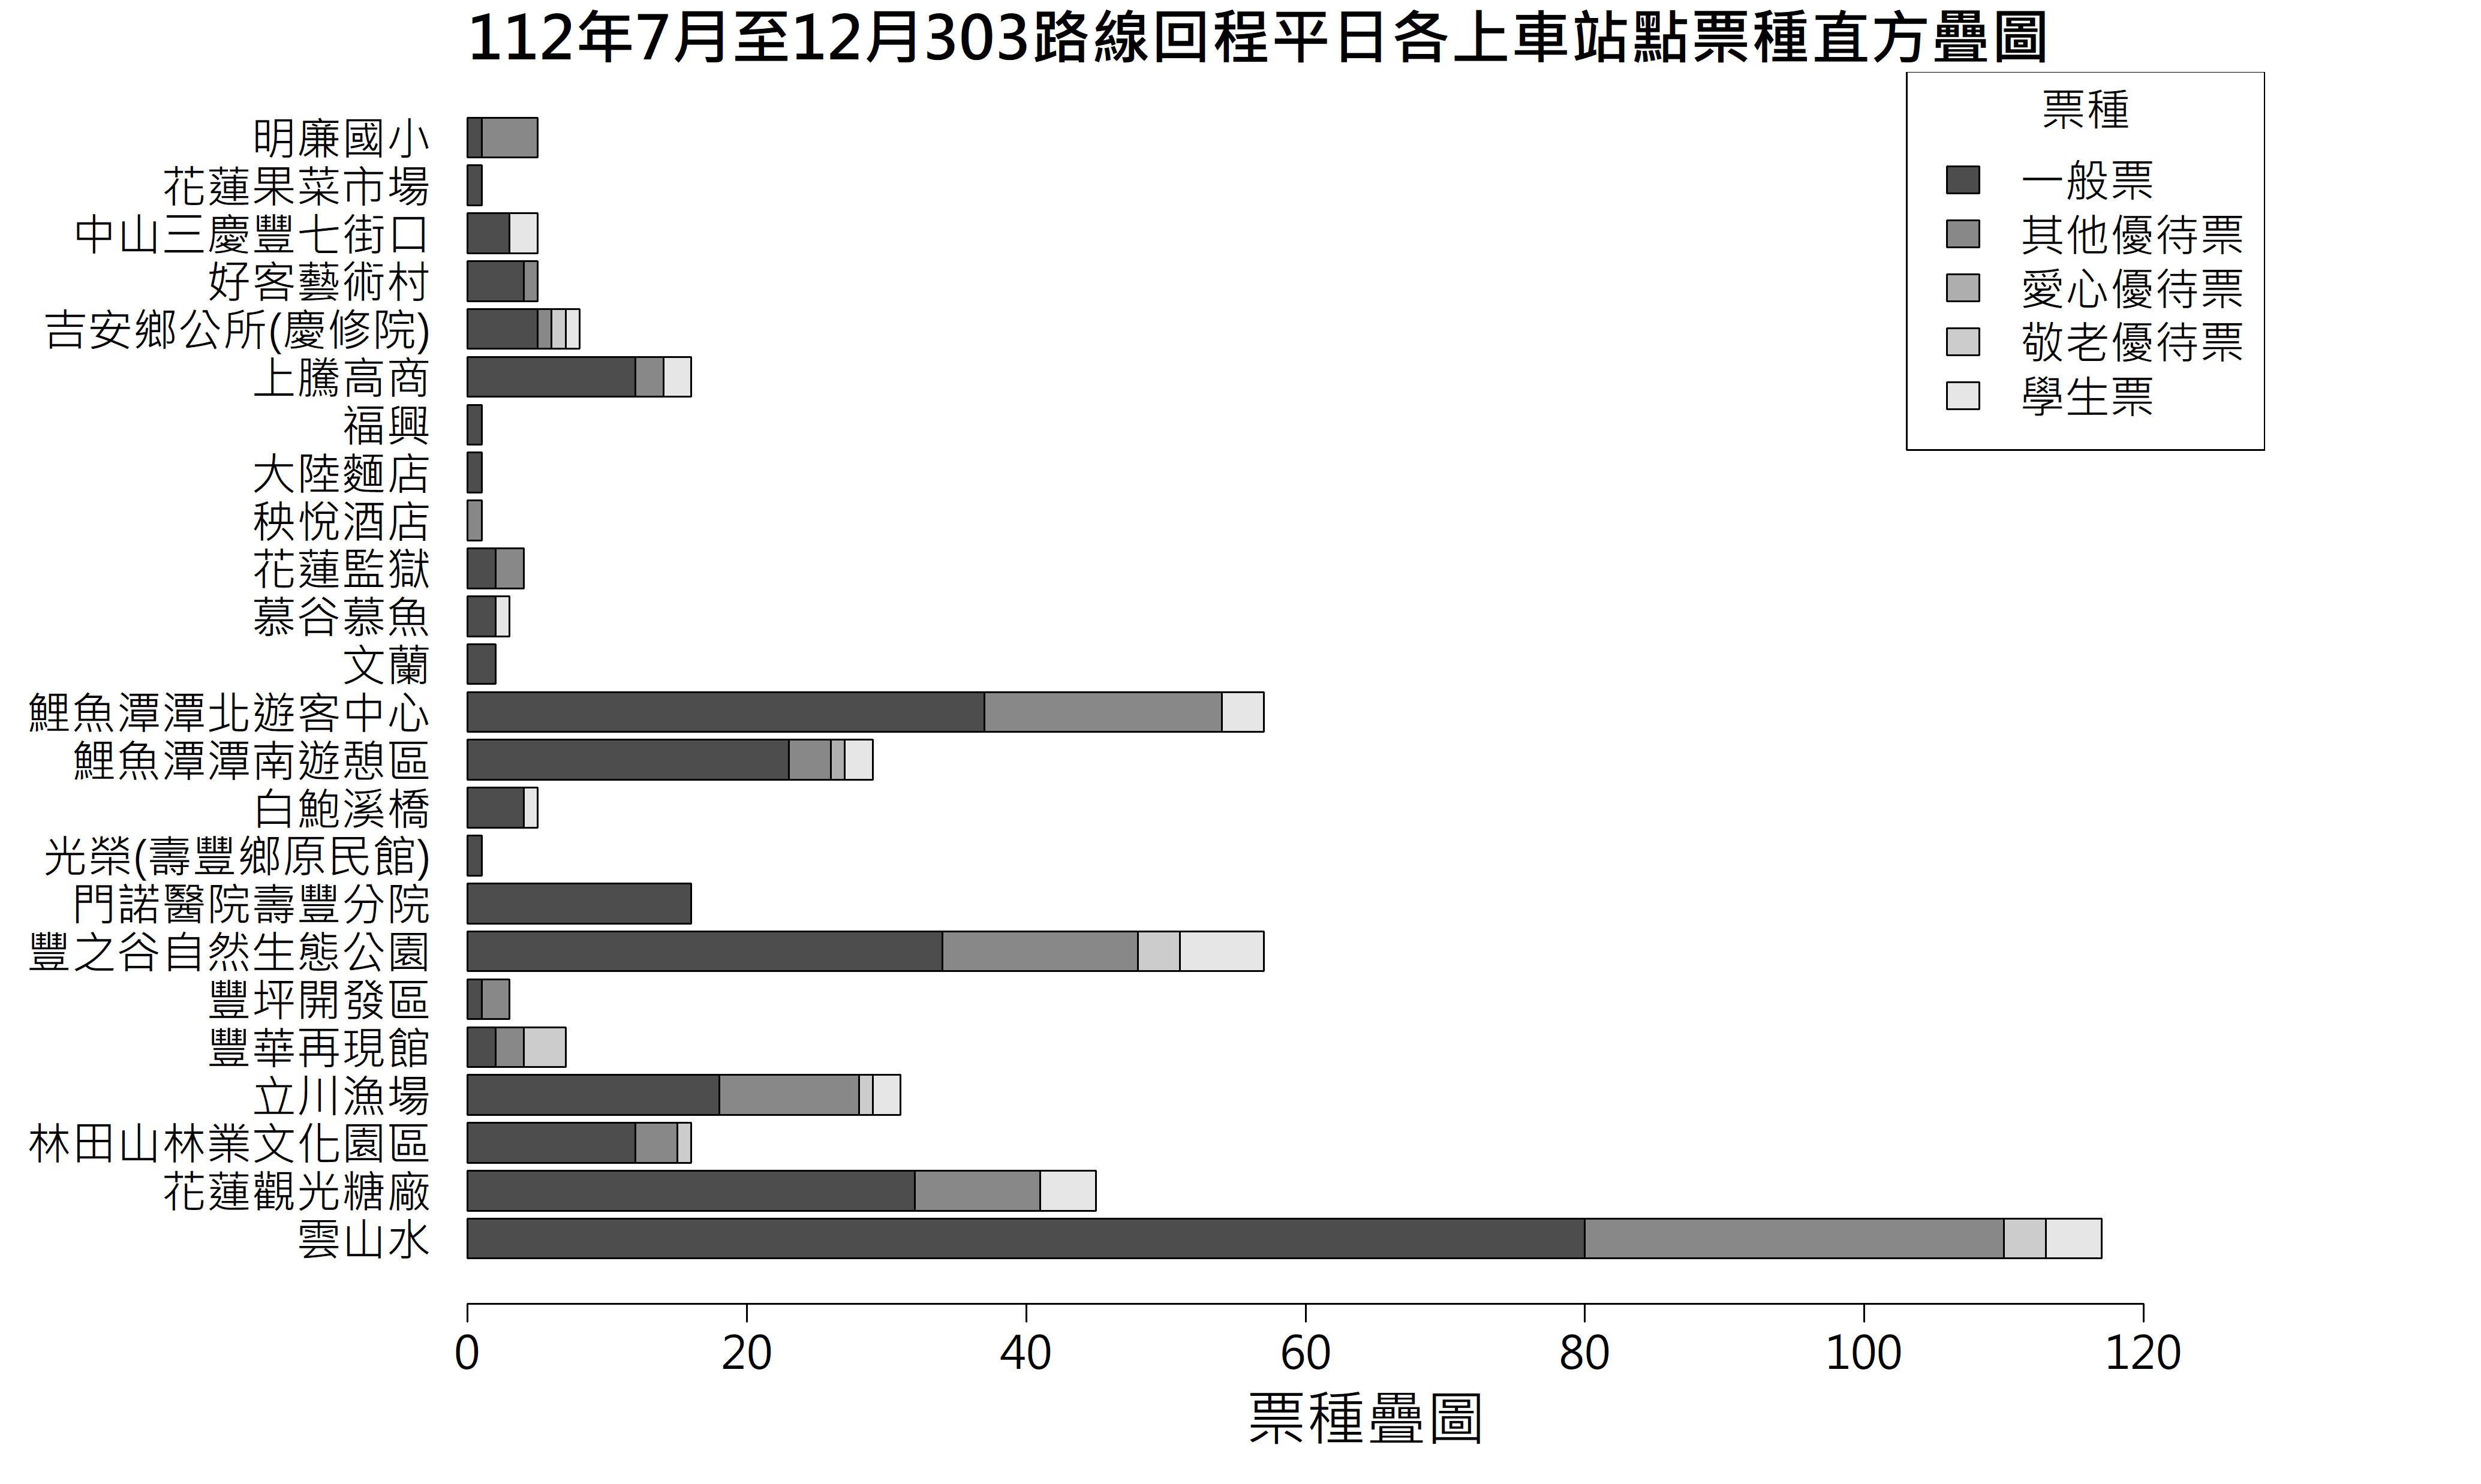 112年7月至12月303路線回程平日各上車站點票種直方疊圖
票種
一般票
其他優待票
愛心優待票
敬老優待票
學生票
明廉國小
花蓮果菜市場
中山三慶豐七街口
好客藝術村
吉安鄉公所(慶修院)
上騰高商
福興
大陸麵店
秧悅酒店
花蓮監獄
慕谷慕魚
文蘭
鯉魚潭潭北遊客中心
鯉魚潭潭南遊憩區
白鮑溪橋
光榮(壽豐鄉原民館)
門諾醫院壽豐分院
豐之谷自然生態公園
豐坪開發區
豐華再現館
立川漁場
林田山林業文化園區
花蓮觀光糖廠
雲山水
0 20 40 60 80 100 120
票種疊圖